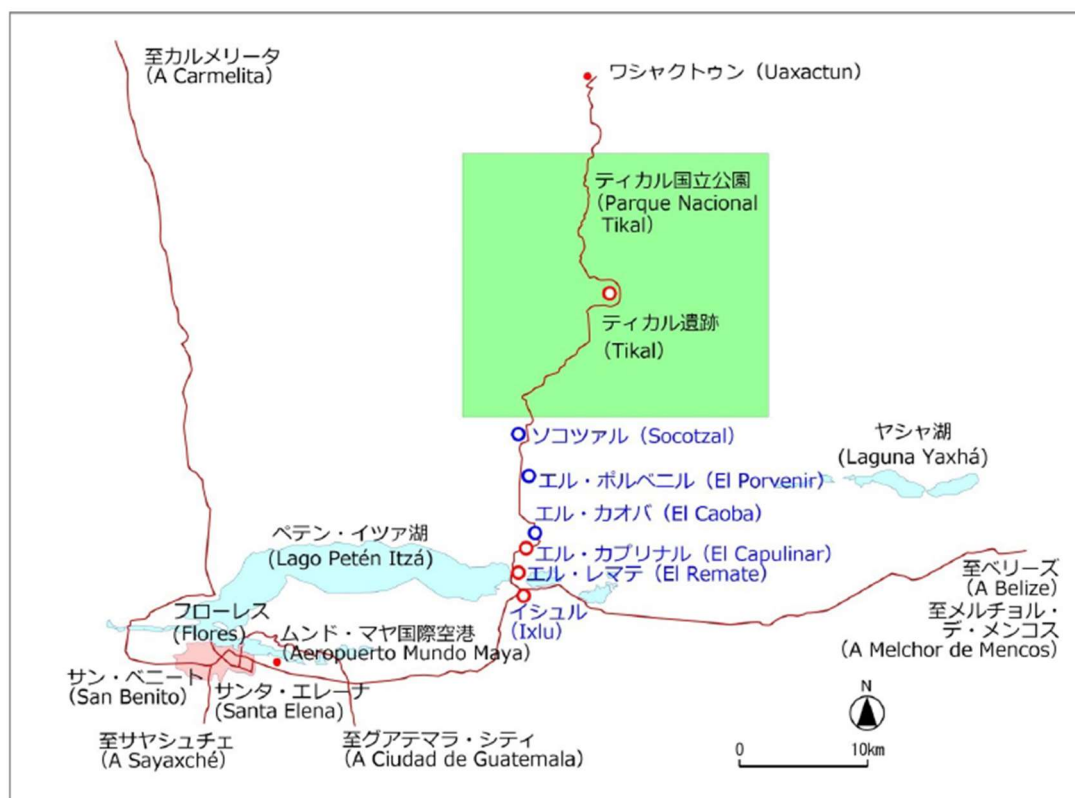 至カルメリータ
(A Carmelita)
ワシャクトゥン（Uaxactun)
ティカル国立公園
(Parque Nacional
Tikal)
ティカル遺跡
(Tikal)
ソコツァル（Socotzal)
ヤシャ湖
(Laguna Yaxhá)
エル・ポルベニル（El Porvenir)
エル・カオバ（El Caoba)
ペテン・イツァ湖
(Lago Petén Itzá)
エル・カプリナル（El Capulinar)
エル・レマテ（El Remate)
イシュル
(Ixlu)
至ベリーズ
(A Belize)
至メルチョル・
デ・メンコス
(A Melchor de Mencos)
フローレス
(Flores)
ムンド・マヤ国際空港
(Aeropuerto Mundo Maya)
サン・ベニート
(San Benito)
サンタ・エレーナ
(Santa Elena)
至サヤシュチェ
(A Sayaxché)
至グアテマラ・シティ
(A Ciudad de Guatemala)
N
0 10km